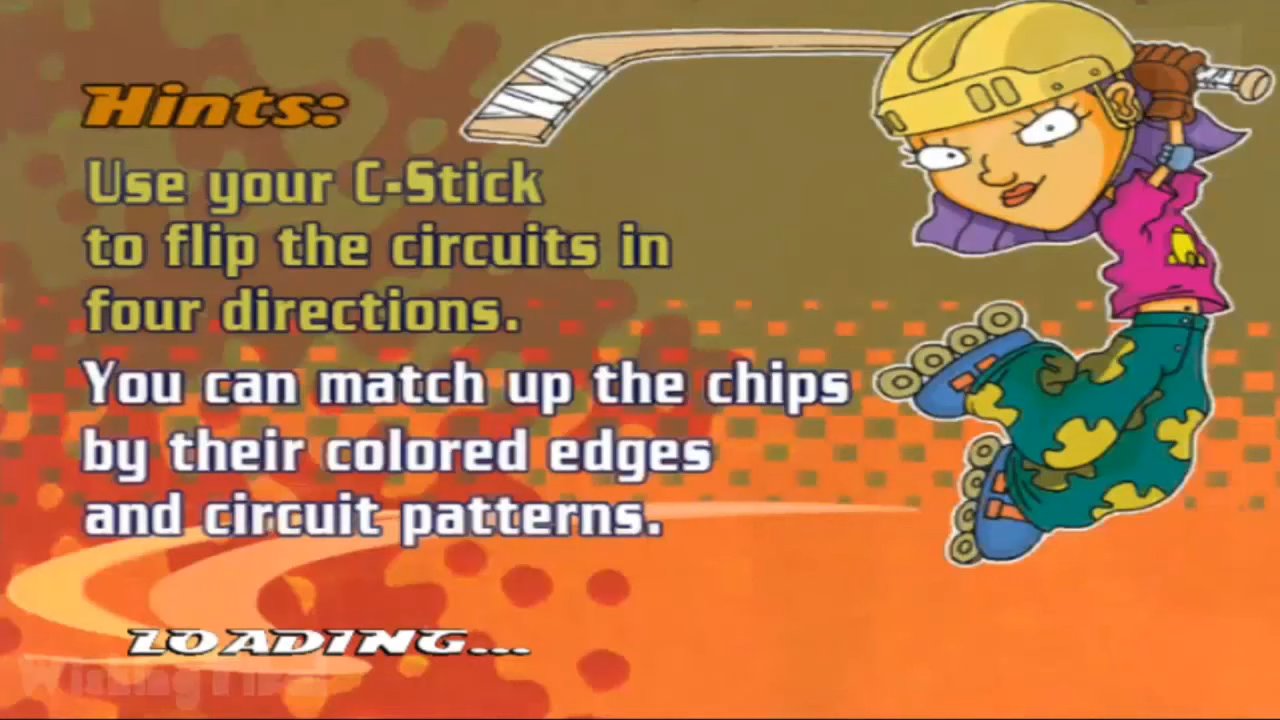 Hints:
Use your C-Stick
to flip the circuits in
four directions.
You can match up the chips
by their colored edges
and circuit patterns.
LOADING...